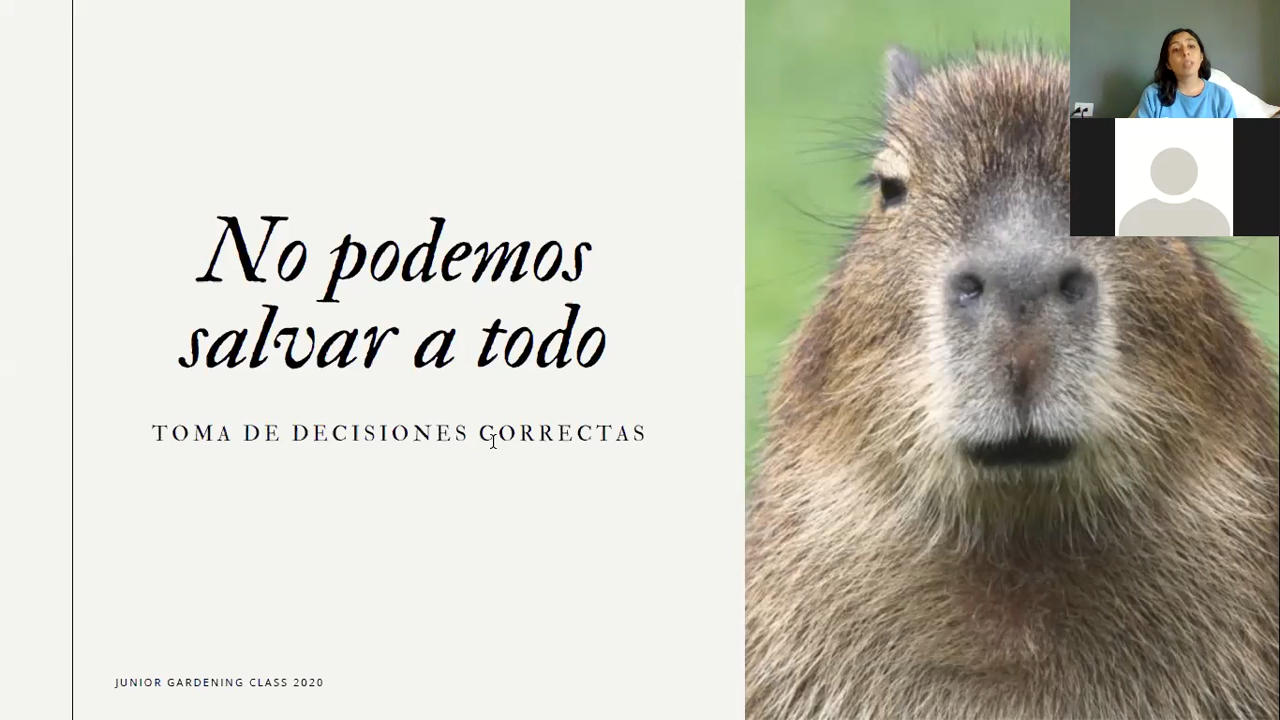 No podemos
salvar a todo
TOMA DE DECISIONES CORRECTAS
JUNIOR GARDENING CLASS 2020